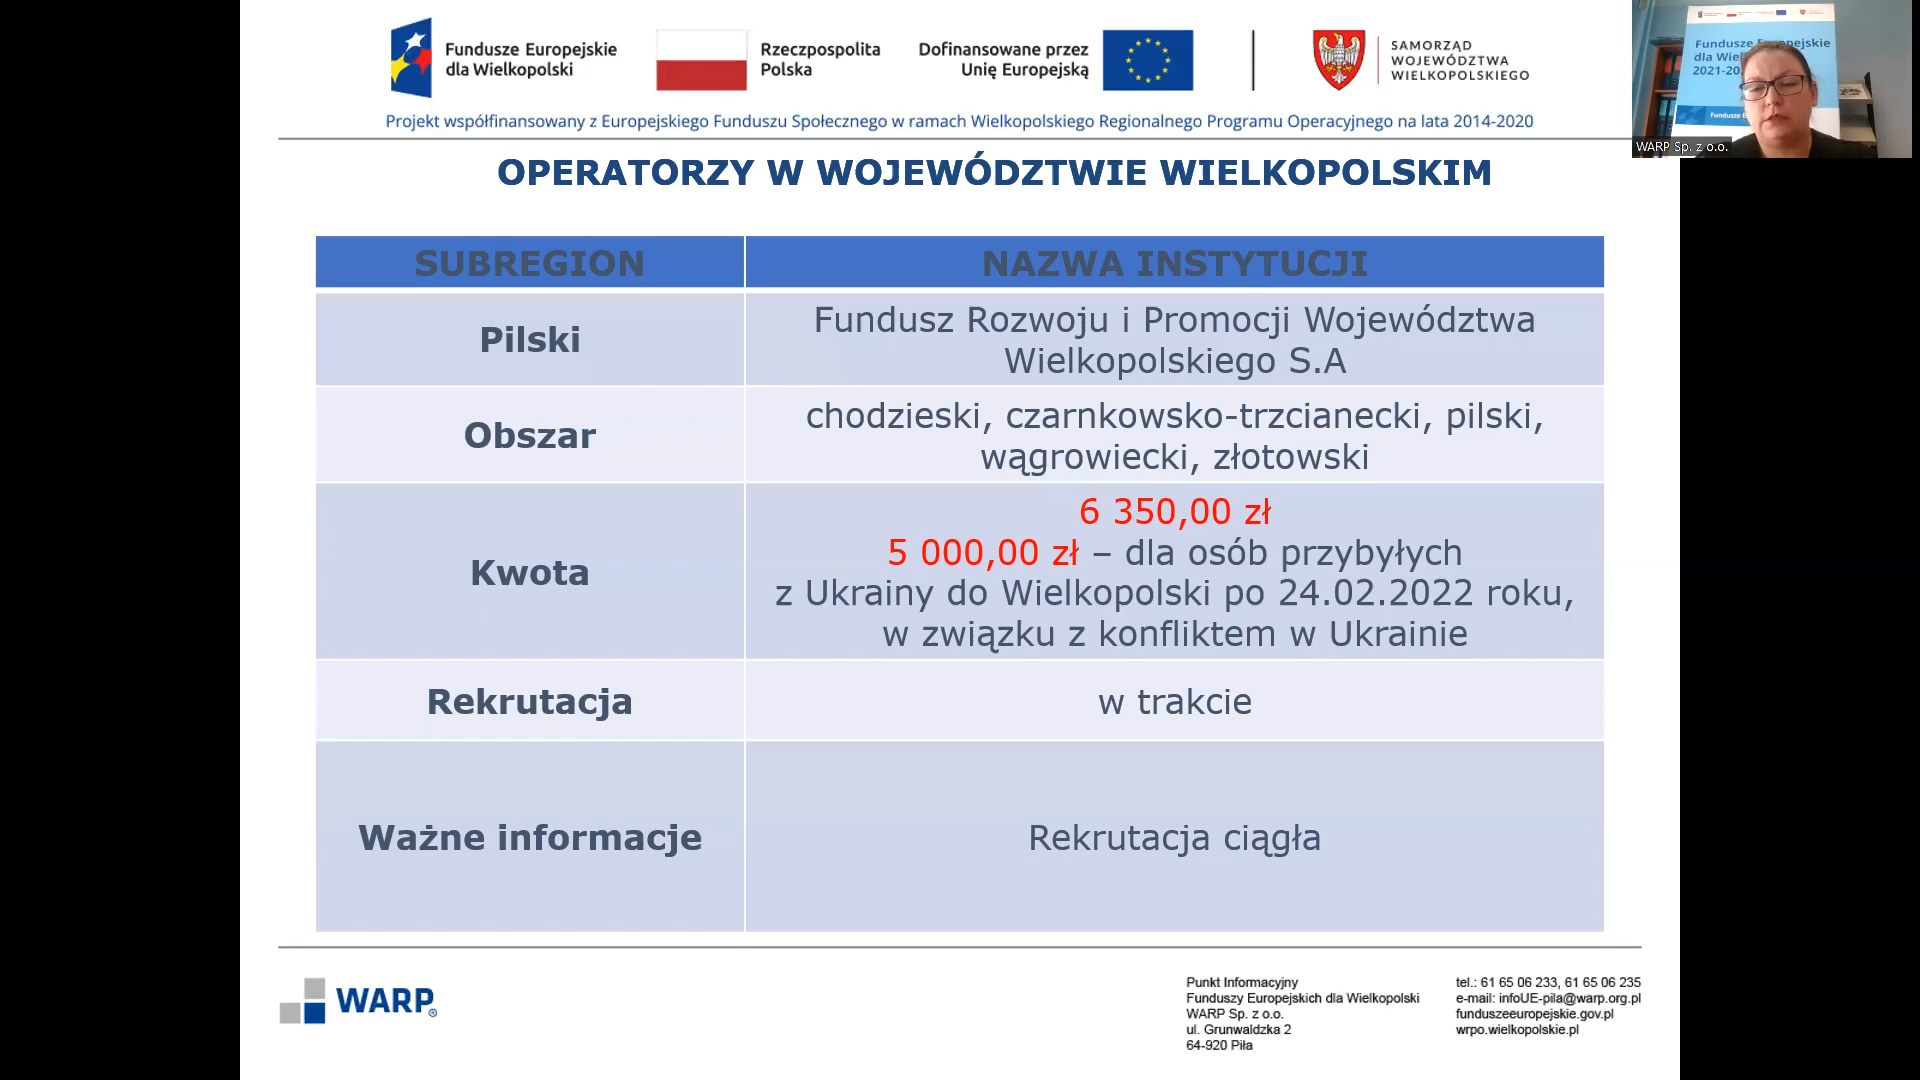 Fundusze Europejskie
dla Wielkopolski
Rzeczpospolita
Polska
Dofinansowane przez
Unię Europejską
SAMORZĄD
WOJEWÓDZTWA
WIELKOPOLSKIEGO
Projekt współfinansowany z Europejskiego Funduszu Społecznego w ramach Wielkopolskiego Regionalnego Programu Operacyjnego na lata 2014-2020
Fundusze Europejskie
WARP Sp. z o.o.
OPERATORZY W WOJEWÓDZTWIE WIELKOPOLSKIM
SUBREGION
NAZWA INSTYTUCJI
Pilski
Fundusz Rozwoju i Promocji Województwa
Wielkopolskiego S.A
Obszar
chodzieski, czarnkowsko-trzcianecki, pilski,
wągrowiecki, złotowski
Kwota
6 350,00 zł
5 000,00 zł – dla osób przybyłych
z Ukrainy do Wielkopolski po 24.02.2022 roku,
w związku z konfliktem w Ukrainie
Rekrutacja
w trakcie
Ważne informacje
Rekrutacja ciągła
WARP®
Punkt Informacyjny
Funduszy Europejskich dla Wielkopolski
WARP Sp. z o.o.
ul. Grunwaldzka 2
64-920 Piła
tel.: 61 65 06 233, 61 65 06 235
e-mail: infoUE-pila@warp.org.pl
funduszeeuropejskie.gov.pl
wrpo.wielkopolskie.pl